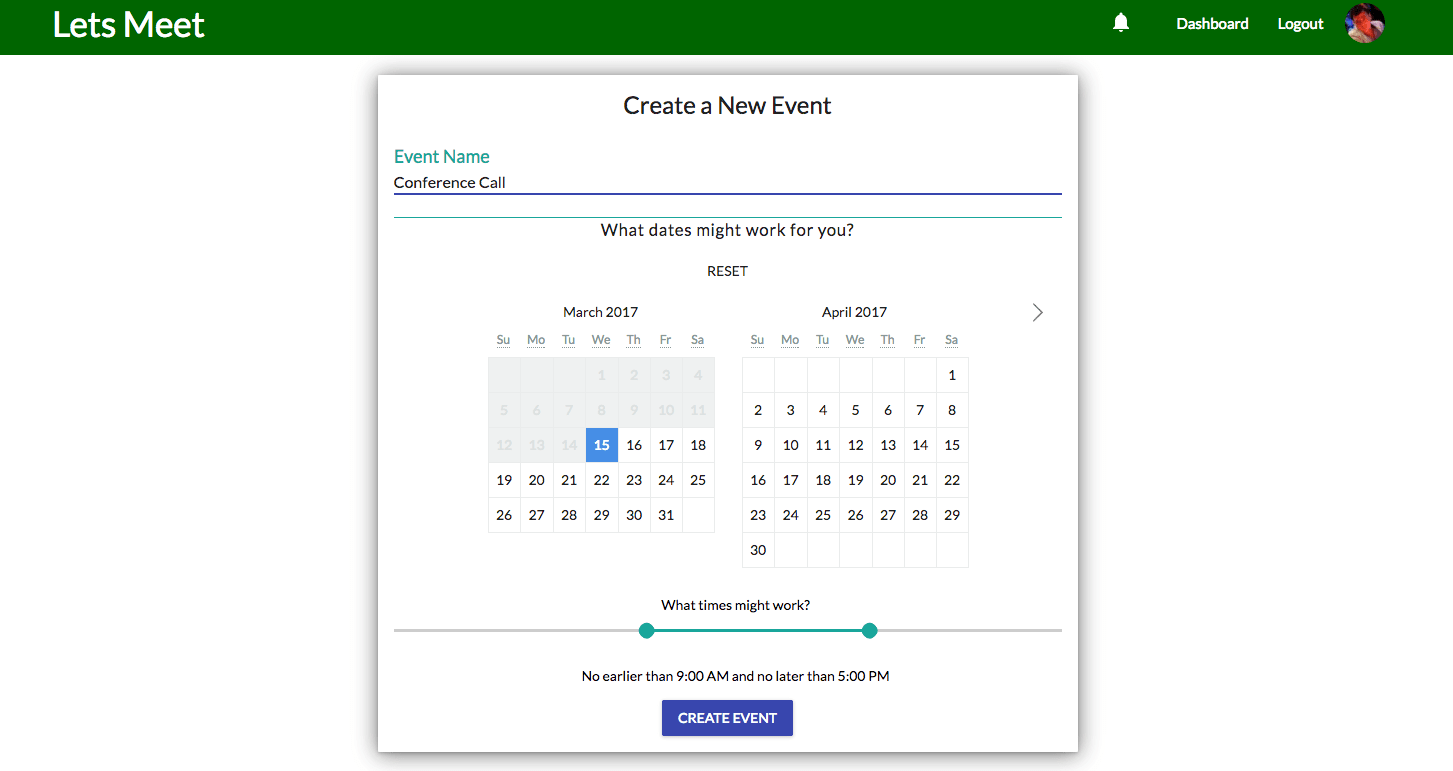 Lets Meet Dashboard Logout
Create a New Event
Event Name
Conference Call
What dates might work for you?
RESET
March 2017
Su Mo Tu We Th Fr Sa
1 2 3 4
5 6 7 8 9 10 11
12 13 14 15 16 17 18
19 20 21 22 23 24 25
26 27 28 29 30 31
April 2017
Su Mo Tu We Th Fr Sa
1
2 3 4 5 6 7 8
9 10 11 12 13 14 15
16 17 18 19 20 21 22
23 24 25 26 27 28 29
30
What times might work?
No earlier than 9:00 AM and no later than 5:00 PM
CREATE EVENT